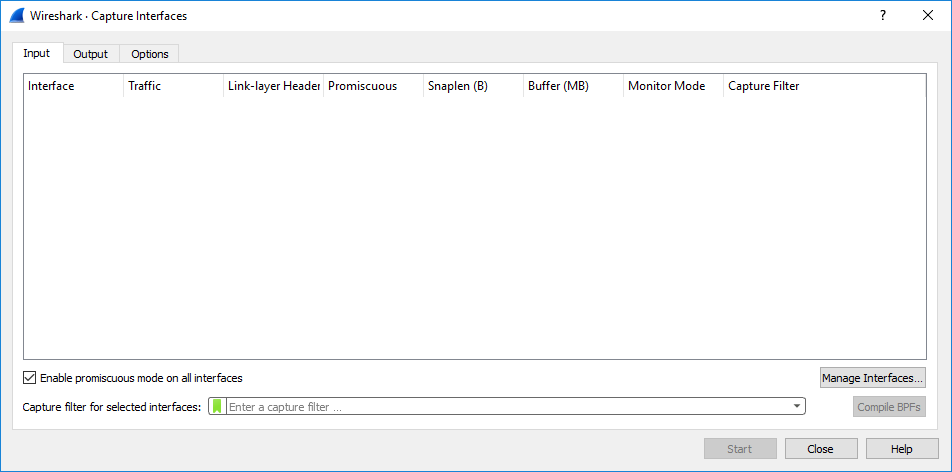 Wireshark · Capture Interfaces
?
Input Output Options
Interface Traffic Link-layer Header Promiscuous Snaplen (B) Buffer (MB) Monitor Mode Capture Filter
Enable promiscuous mode on all interfaces
Manage Interfaces...
Capture filter for selected interfaces: Enter a capture filter ... Compile BPFs
Start Close Help